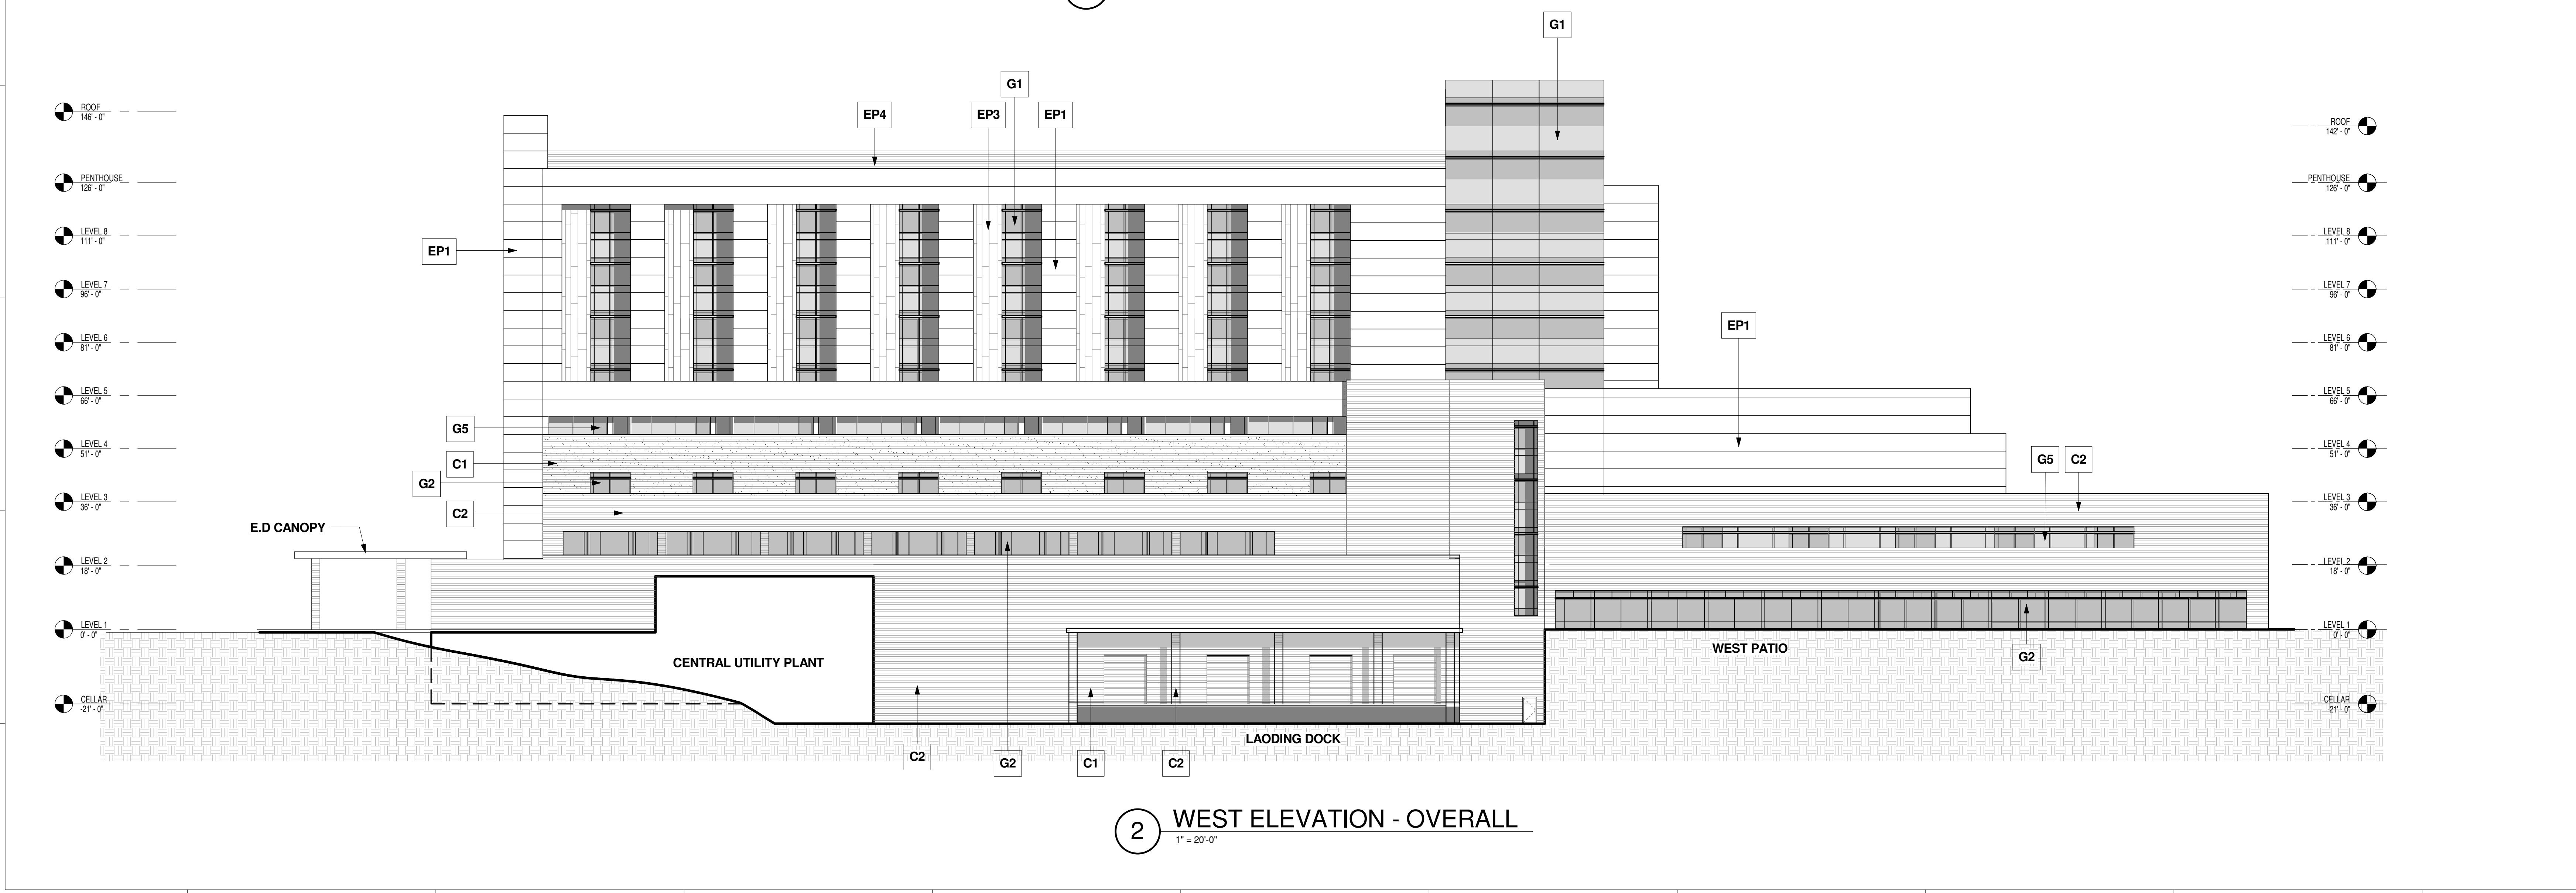 G1
G1
EP4
EP3
EP1
ROOF
146' - 0"
ROOF
142' - 0"
PENTHOUSE
126' - 0"
PENTHOUSE
126' - 0"
LEVEL 8
111' - 0"
LEVEL 8
111' - 0"
EP1
LEVEL 7
96' - 0"
LEVEL 7
96' - 0"
EP1
LEVEL 6
81' - 0"
LEVEL 6
81' - 0"
LEVEL 5
66' - 0"
LEVEL 5
66' - 0"
G5
LEVEL 4
51' - 0"
LEVEL 4
51' - 0"
C1
G5
C2
G2
LEVEL 3
36' - 0"
LEVEL 3
36' - 0"
C2
E.D CANOPY
LEVEL 2
18' - 0"
LEVEL 2
18' - 0"
LEVEL 1
0' - 0"
LEVEL 1
0' - 0"
WEST PATIO
G2
CENTRAL UTILITY PLANT
CELLAR
-21' - 0"
CELLAR
-21' - 0"
LAODING DOCK
C2
G2
C1
C2
2
WEST ELEVATION - OVERALL
1" = 20'-0"